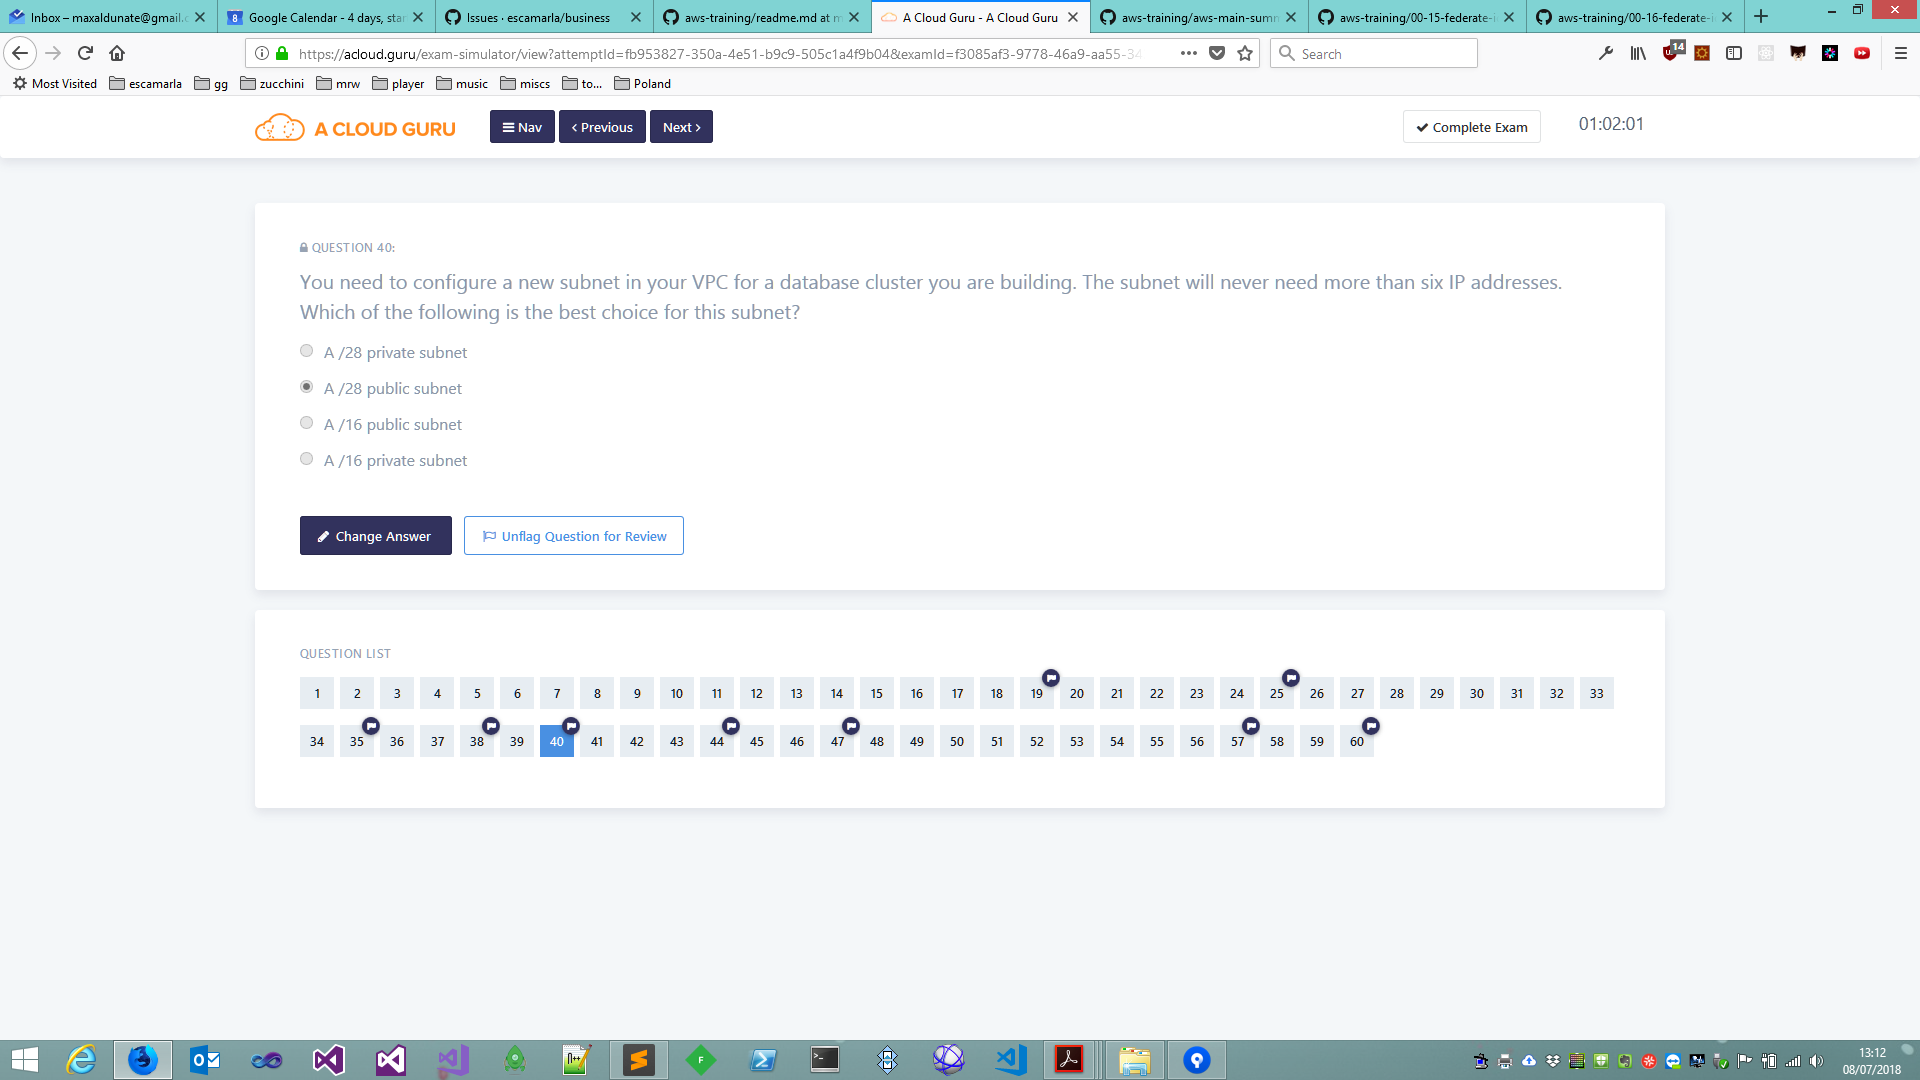 Inbox – maxaldunate@gmail.c
Google Calendar - 4 days, star
Issues · escamarla/business
aws-training/readme.md at m
A Cloud Guru - A Cloud Guru
aws-training/aws-main-summ
aws-training/00-15-federate-i
aws-training/00-16-federate-i
https://acloud.guru/exam-simulator/view?attemptId=fb953827-350a-4e51-b9c9-505c1a4f9b04&examId=f3085af3-9778-46a9-aa55-34
Search
14
Most Visited escamarla gg zucchini mrw player music miscs to... Poland
A CLOUD GURU
Nav
‹ Previous
Next ›
Complete Exam
01:02:01
QUESTION 40:
You need to configure a new subnet in your VPC for a database cluster you are building. The subnet will never need more than six IP addresses.
Which of the following is the best choice for this subnet?
A /28 private subnet
A /28 public subnet
A /16 public subnet
A /16 private subnet
Change Answer
Unflag Question for Review
QUESTION LIST
1 2 3 4 5 6 7 8 9 10 11 12 13 14 15 16 17 18 19 20 21 22 23 24 25 26 27 28 29 30 31 32 33
34 35 36 37 38 39 40 41 42 43 44 45 46 47 48 49 50 51 52 53 54 55 56 57 58 59 60
13:12
08/07/2018